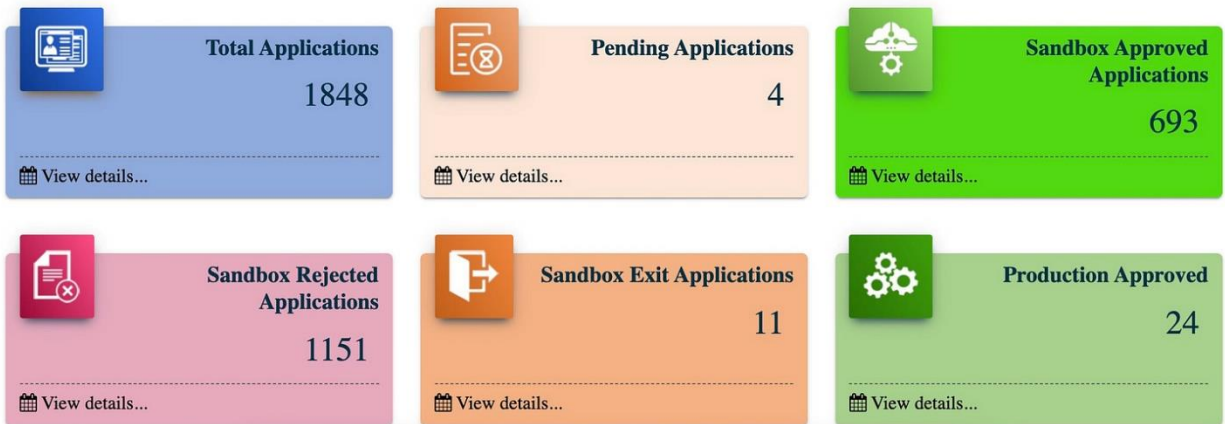 Total Applications
1848
View details...
Pending Applications
4
View details...
Sandbox Approved
Applications
693
View details...
Sandbox Rejected
Applications
1151
View details...
Sandbox Exit Applications
11
View details...
Production Approved
24
View details...